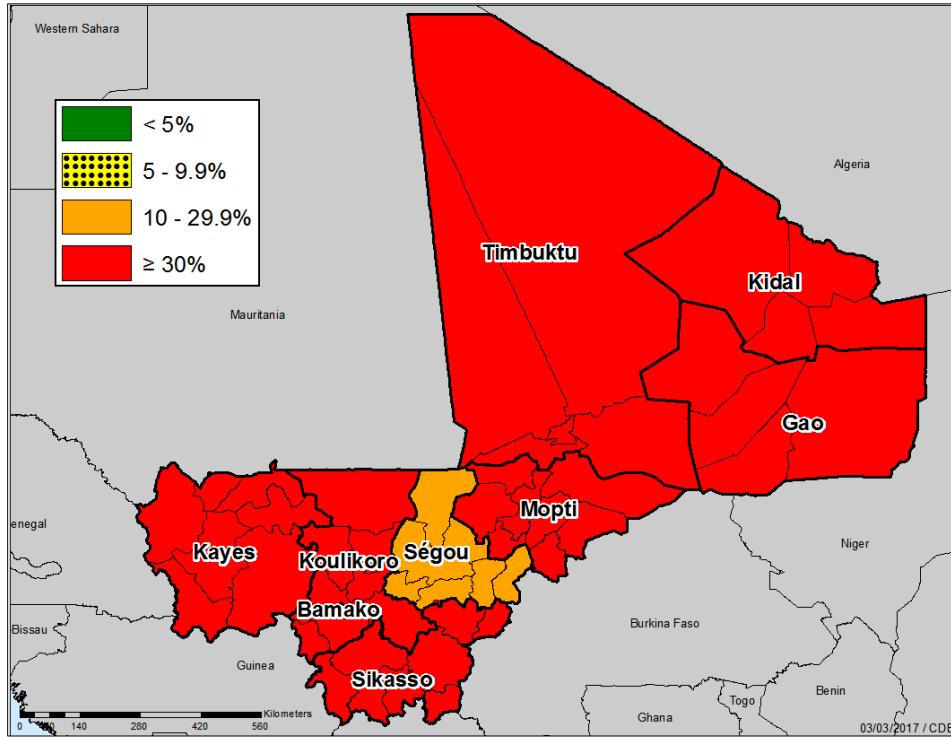 Western Sahara
< 5%
5 - 9.9%
10 - 29.9%
≥ 30%
Algeria
Timbuktu
Kidal
Mauritania
Gao
Mopti
enegal
Kayes
Koulikoro
Ségou
Niger
Bamako
Burkina Faso
Bissau
Guinea
Sikasso
Benin
Togo
Ghana
Kilometers
0 70 140 280 420 560
03/03/2017 / CDE